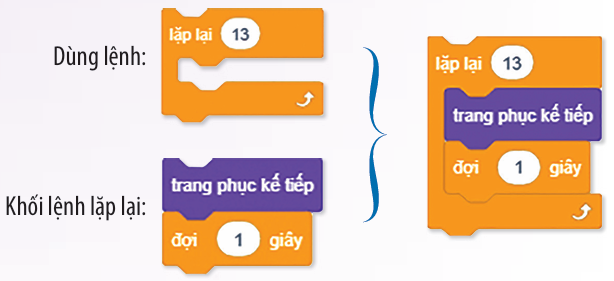 Dùng lệnh:
lặp lại 13
Khối lệnh lặp lại:
trang phục kế tiếp
đợi 1 giây
lặp lại 13
trang phục kế tiếp
đợi 1 giây